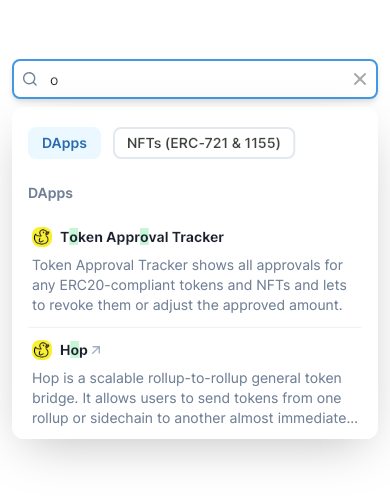 o
DApps
NFTs (ERC-721 & 1155)
DApps
Token Approval Tracker
Token Approval Tracker shows all approvals for
any ERC20-compliant tokens and NFTs and lets
to revoke them or adjust the approved amount.
Hop
Hop is a scalable rollup-to-rollup general token
bridge. It allows users to send tokens from one
rollup or sidechain to another almost immediate...